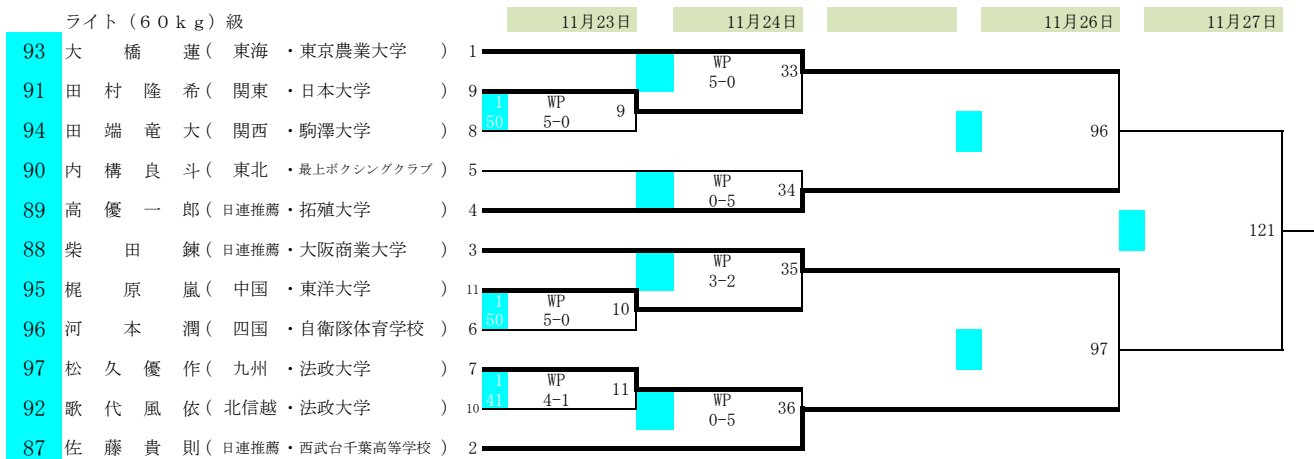 ライト(60kg)級 11月23日 11月24日 11月26日 11月27日
93 大橋蓮( 東海 ・東京農業大学 ) 1
WP 5-0 33
91 田村隆希( 関東 ・日本大学 ) 9
1 50 WP 5-0 9
94 田端竜大( 関西 ・駒澤大学 ) 8
96
90 内構良斗( 東北 ・最上ボクシングクラブ ) 5
WP 0-5 34
89 高優一郎( 日連推薦 ・拓殖大学 ) 4
121
88 柴田錬( 日連推薦 ・大阪商業大学 ) 3
WP 3-2 35
95 梶原嵐( 中国 ・東洋大学 ) 11
1 50 WP 5-0 10
96 河本潤( 四国 ・自衛隊体育学校 ) 6
97
97 松久優作( 九州 ・法政大学 ) 7
1 41 WP 4-1 11
92 歌代風依( 北信越 ・法政大学 ) 10
WP 0-5 36
87 佐藤貴則( 日連推薦 ・西武台千葉高等学校 ) 2